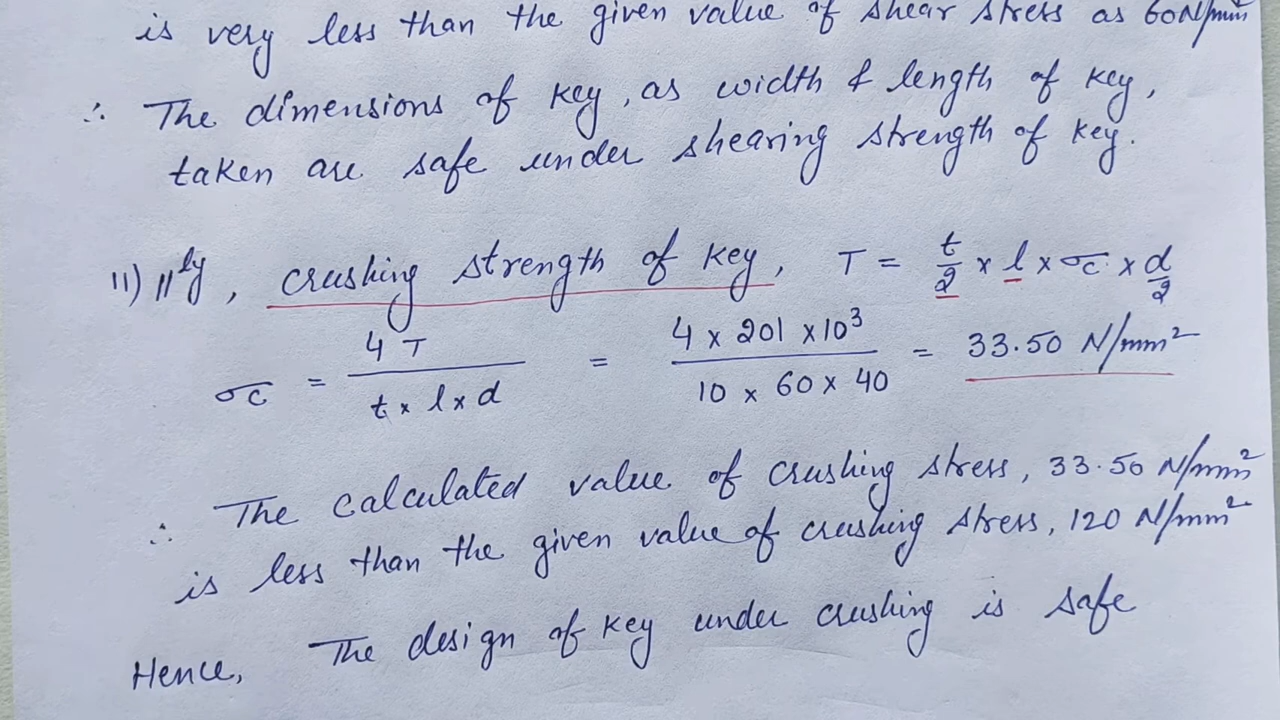 is very less than the given value of shear stress as 60N/mm²
∴ The dimensions of key, as width & length of key,
taken are safe under shearing strength of key.
11) 11ly, crushing strength of key, T = t/2 x l x σc x d/2
σc = 4T / t x l x d = 4 x 201 x 10³ / 10 x 60 x 40 = 33.50 N/mm²
∴ The calculated value of crushing stress, 33.50 N/mm²
is less than the given value of crushing stress, 120 N/mm²
Hence, The design of key under crushing is safe